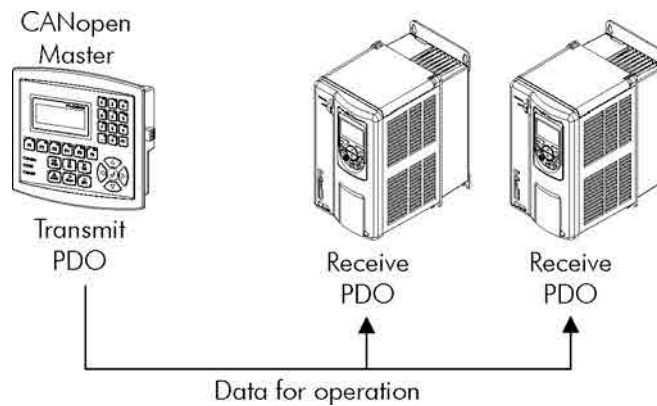 CANopen
Master
Transmit
PDO
Receive
PDO
Receive
PDO
Data for operation